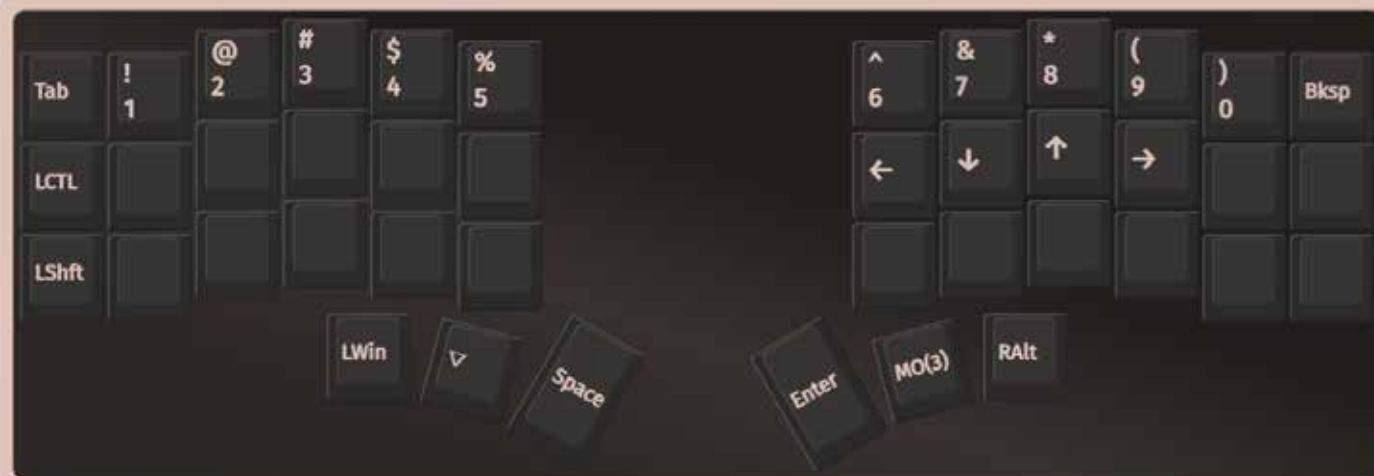 Tab
!
1
@
2
#
3
$
4
%
5
^
6
&
7
*
8
(
9
)
0
Bksp
LCTL
←
↓
↑
→
LShft
LWin
▽
Space
Enter
MO(3)
RAlt